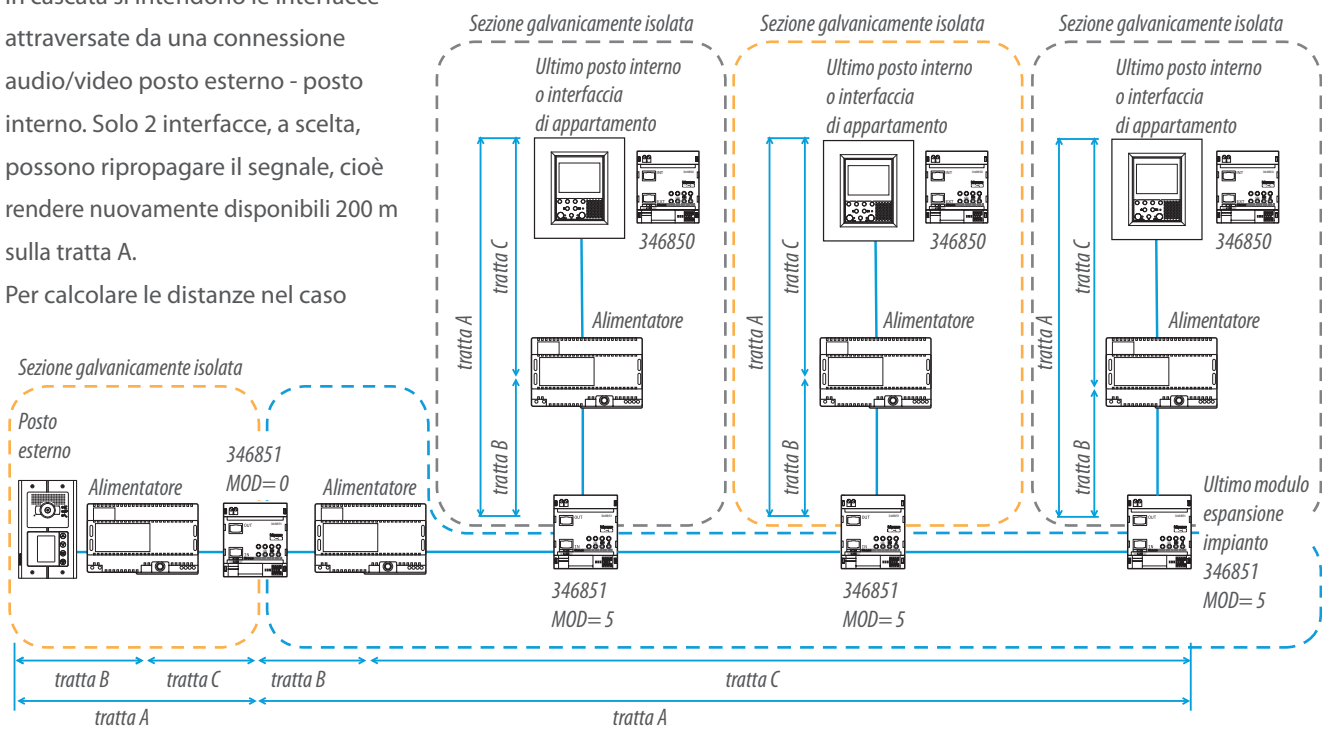 in cascata si intendono le interfacce
attraversate da una connessione
audio/video posto esterno - posto
interno. Solo 2 interfacce, a scelta,
possono ripropagare il segnale, cioè
rendere nuovamente disponibili 200 m
sulla tratta A.
Per calcolare le distanze nel caso
Sezione galvanicamente isolata
Ultimo posto interno
o interfaccia
di appartamento
346850
tratta C
tratta A
Alimentatore
tratta B
346851
MOD= 5
Sezione galvanicamente isolata
Ultimo posto interno
o interfaccia
di appartamento
346850
tratta C
tratta A
Alimentatore
tratta B
346851
MOD= 5
Sezione galvanicamente isolata
Ultimo posto interno
o interfaccia
di appartamento
346850
tratta C
tratta A
Alimentatore
tratta B
Ultimo modulo
espansione
impianto
346851
MOD= 5
Sezione galvanicamente isolata
Posto
esterno
Alimentatore
346851
MOD= 0
Alimentatore
OUT
IN
OUT
OUT
OUT
tratta B
tratta C
tratta B
tratta C
tratta A
tratta A